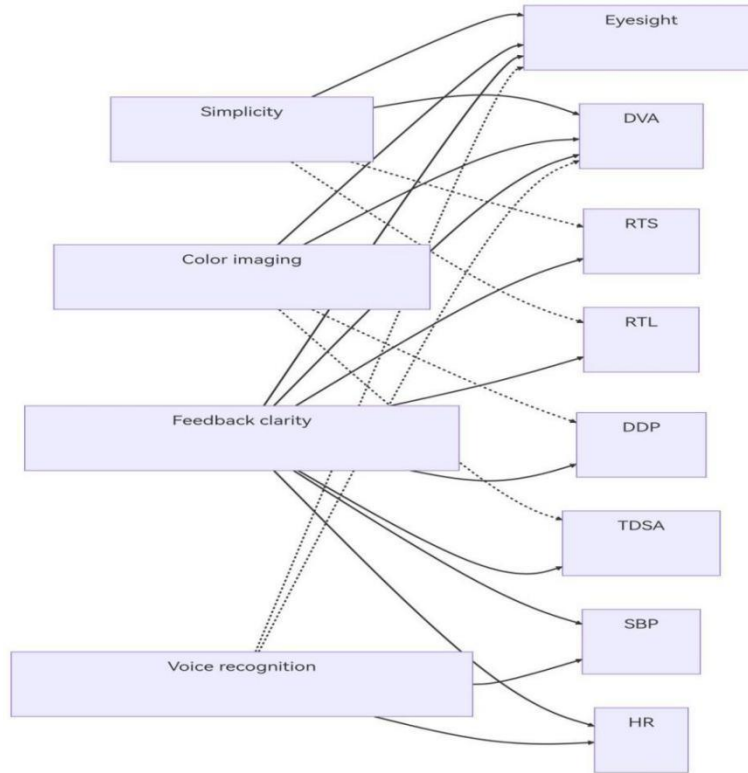 Eyesight
Simplicity
DVA
RTS
Color imaging
RTL
Feedback clarity
DDP
TDSA
SBP
Voice recognition
HR